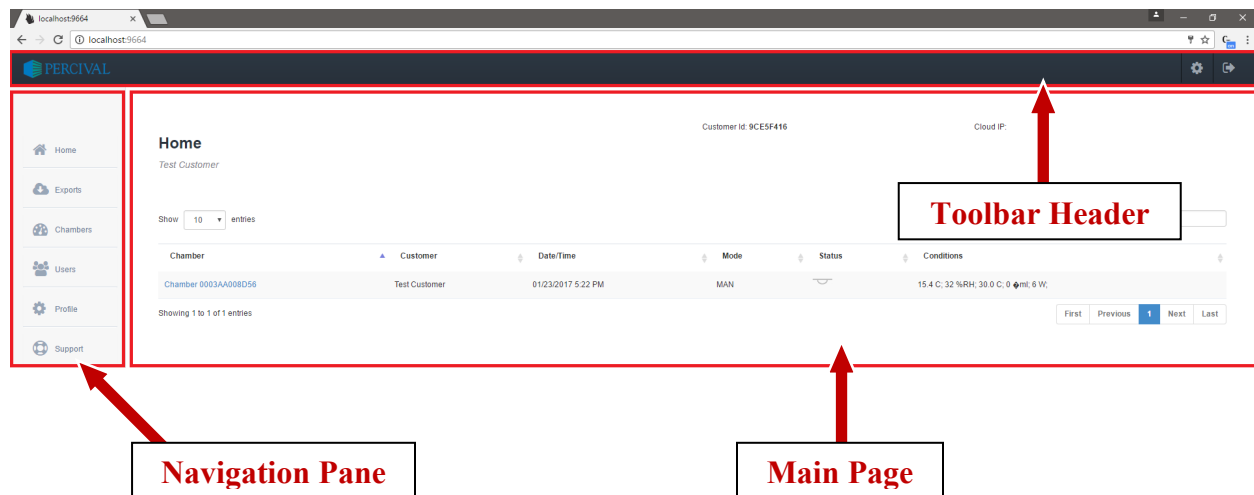 localhost:9664
localhost:9664
PERCIVAL
Customer Id: 9CE5F416 Cloud IP:
Home
Test Customer
Home
Exports
Chambers
Users
Profile
Support
Show 10 entries
Toolbar Header
Chamber Customer Date/Time Mode Status Conditions
Chamber 0003AA008D56 Test Customer 01/23/2017 5:22 PM MAN 15.4 C; 32 %RH; 30.0 C; 0 �ml; 6 W;
Showing 1 to 1 of 1 entries
First Previous 1 Next Last
Navigation Pane
Main Page